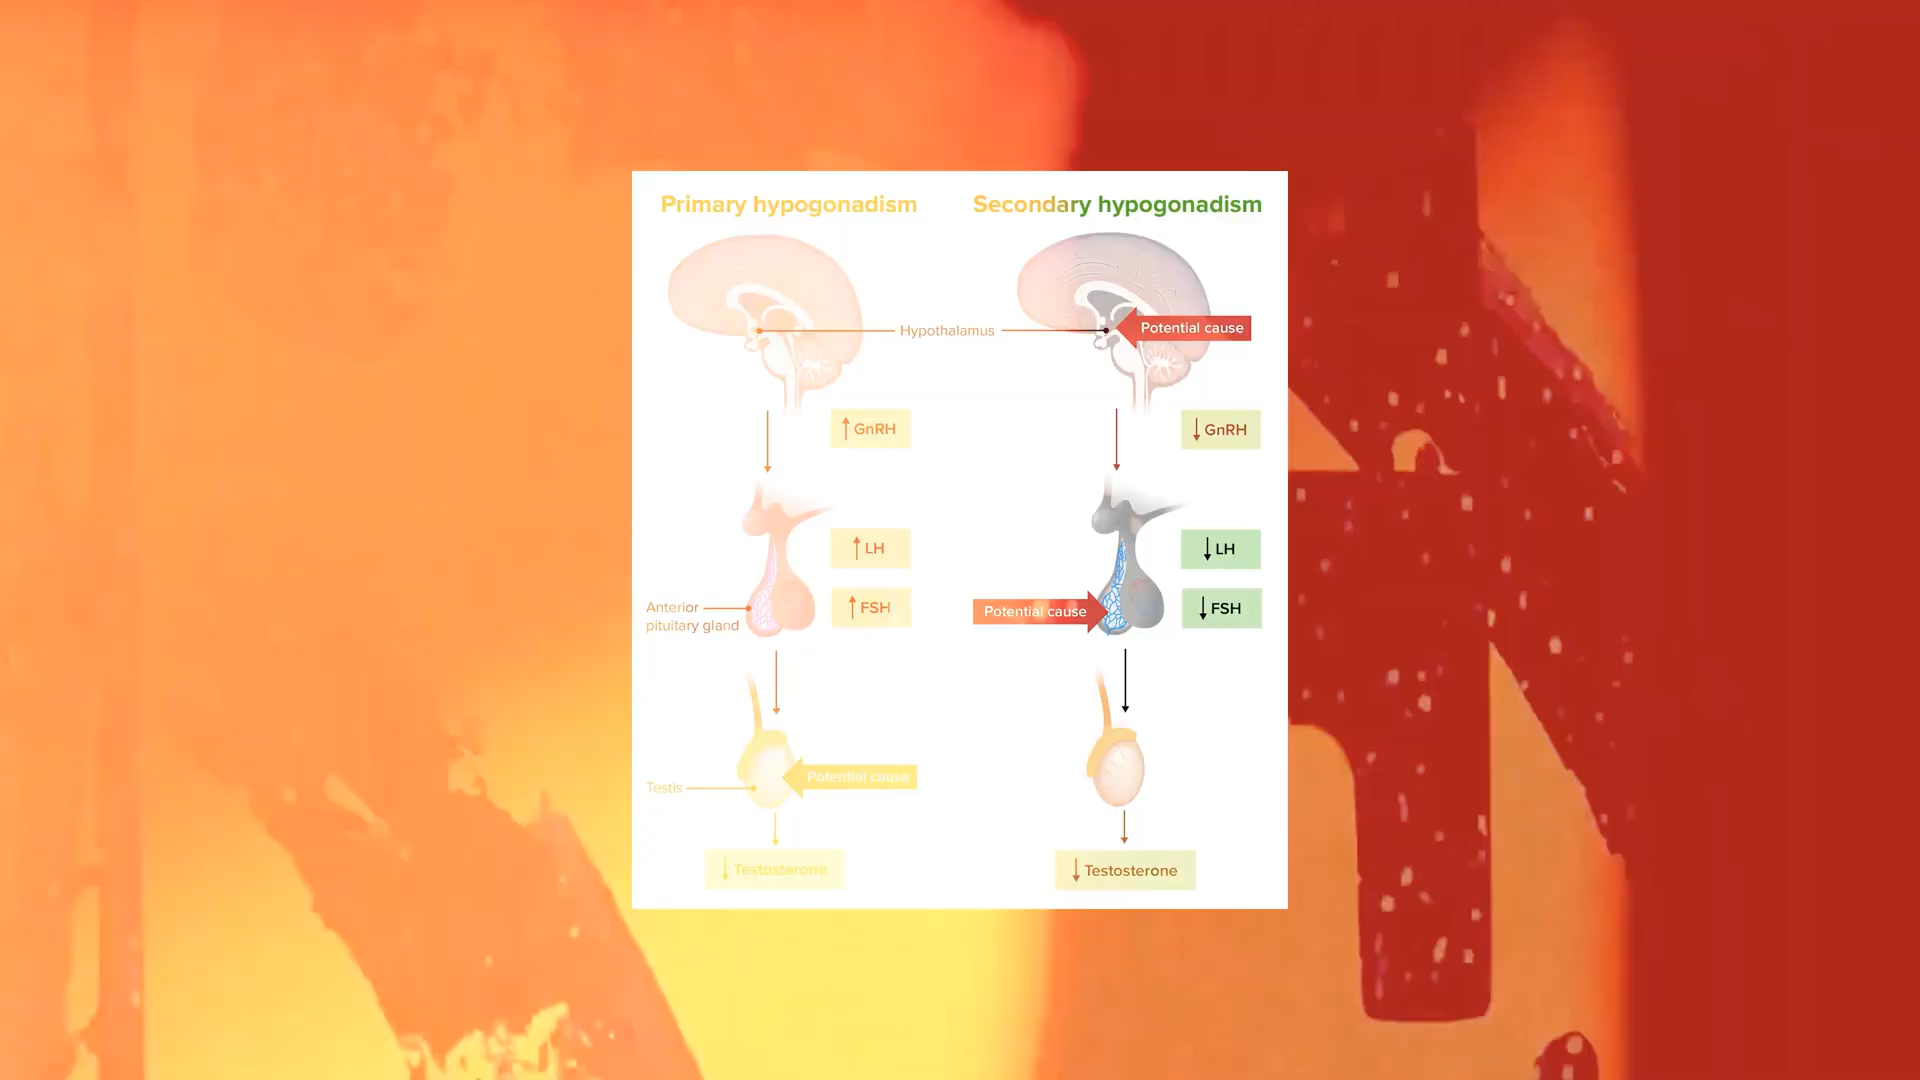 Primary hypogonadism
Secondary hypogonadism
Hypothalamus
Potential cause
↑ GnRH
↓ GnRH
↑ LH
↓ LH
Anterior
pituitary gland
↑ FSH
Potential cause
↓ FSH
Testis
Potential cause
↓ Testosterone
↓ Testosterone